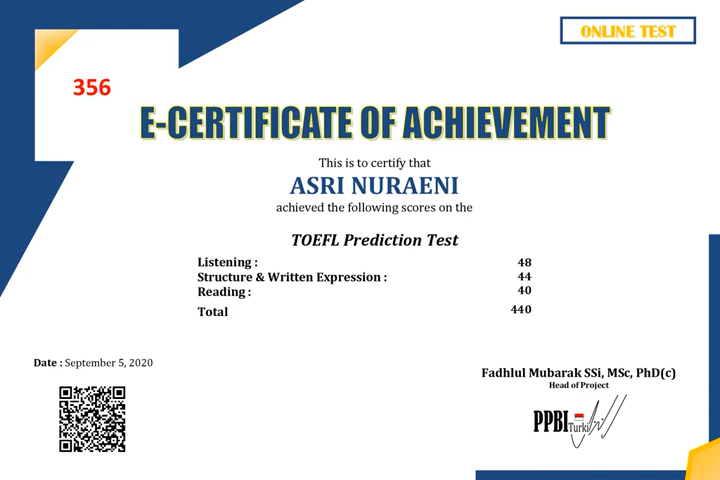 ONLINE TEST
356
E-CERTIFICATE OF ACHIEVEMENT
This is to certify that
ASRI NURAENI
achieved the following scores on the
TOEFL Prediction Test
Listening : 48
Structure & Written Expression : 44
Reading : 40
Total 440
Date : September 5, 2020
Fadhlul Mubarak SSi, MSc, PhD(c)
Head of Project
PPBI Turki